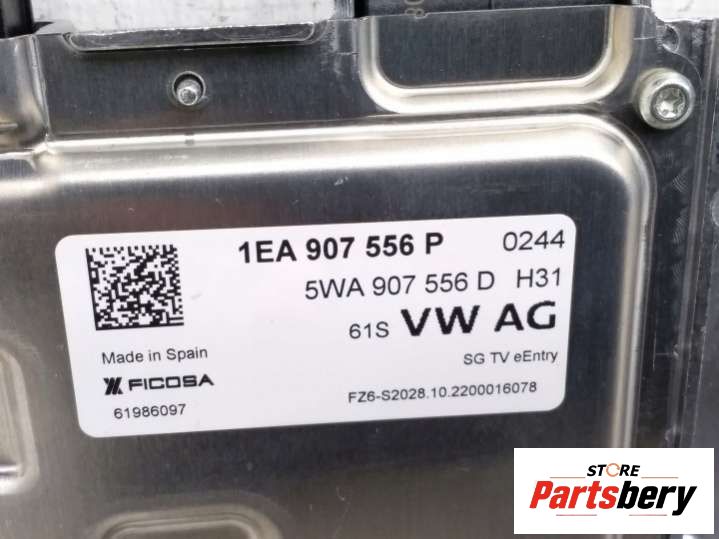 1EA 907 556 P 0244
5WA 907 556 D H31
61S VW AG
Made in Spain
SG TV eEntry
FICOSA
FZ6-S2028.10.2200016078
61986097
STORE
Partsbery